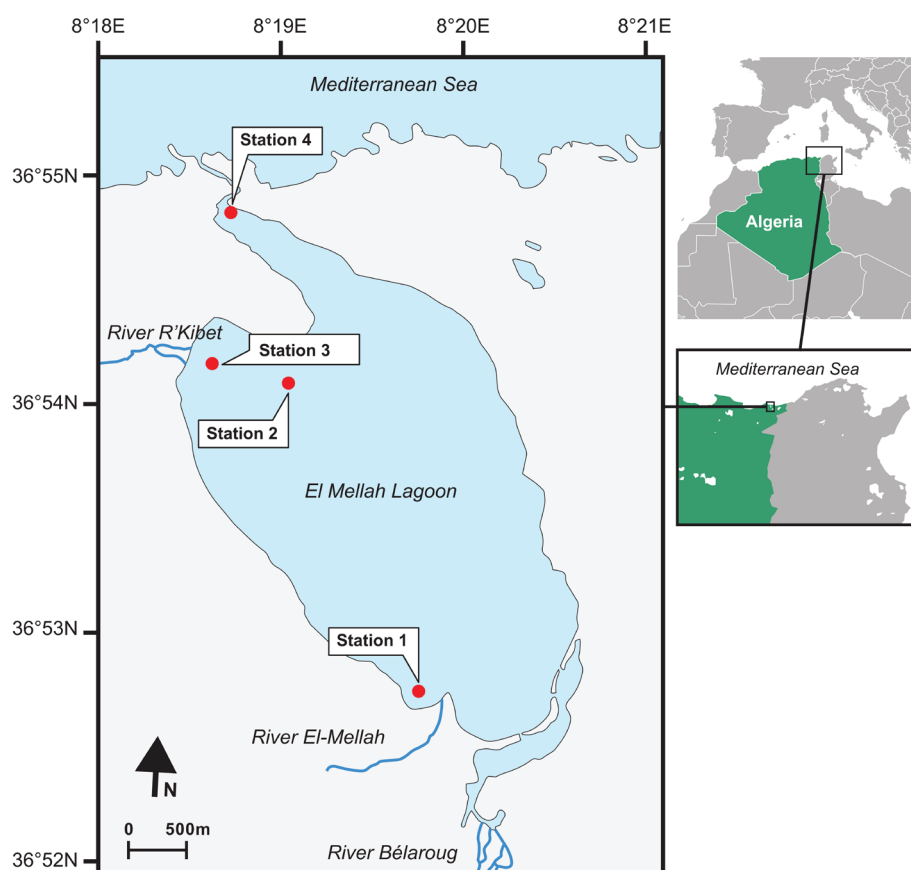 8°18E
8°19E
8°20E
8°21E
Mediterranean Sea
Station 4
36°55N
Algeria
River R'Kibet
Station 3
Mediterranean Sea
36°54N
Station 2
El Mellah Lagoon
36°53N
Station 1
River El-Mellah
N
0 500m
River Bélaroug
36°52N